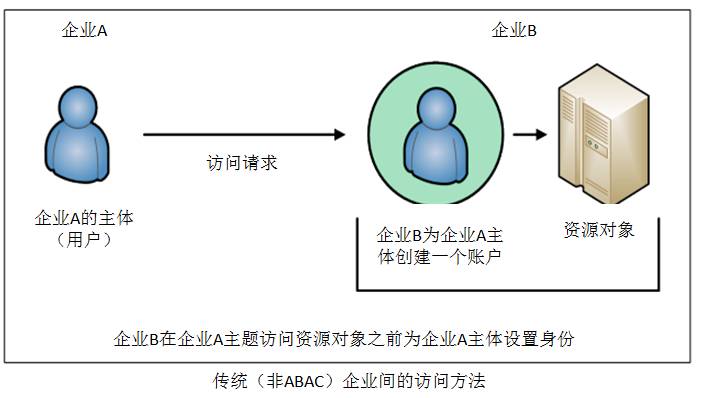 企业A
企业B
访问请求
企业A的主体
（用户）
企业B为企业A主
体创建一个账户
资源对象
企业B在企业A主题访问资源对象之前为企业A主体设置身份
传统（非ABAC）企业间的访问方法